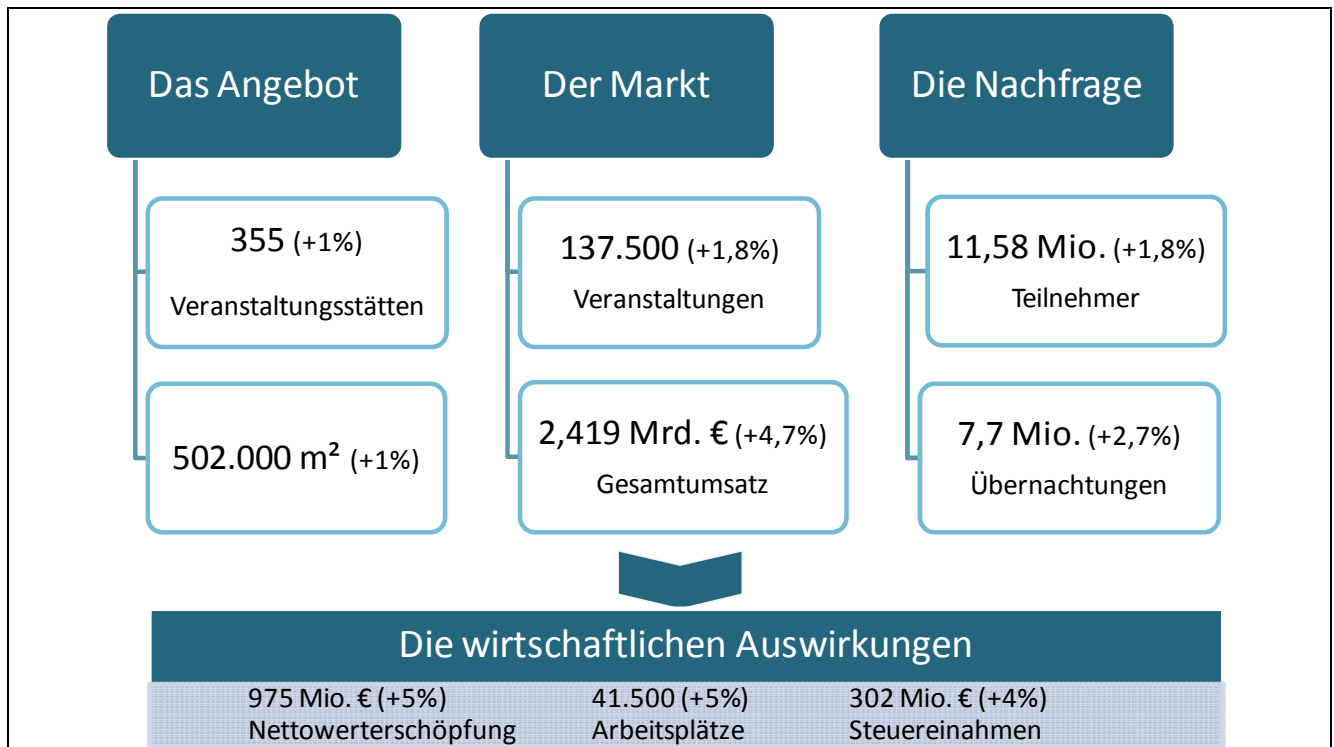 Das Angebot
355 (+1%)
Veranstaltungsstätten
502.000 m² (+1%)
Der Markt
137.500 (+1,8%)
Veranstaltungen
2,419 Mrd. € (+4,7%)
Gesamtumsatz
Die Nachfrage
11,58 Mio. (+1,8%)
Teilnehmer
7,7 Mio. (+2,7%)
Übernachtungen
Die wirtschaftlichen Auswirkungen
975 Mio. € (+5%) 41.500 (+5%) 302 Mio. € (+4%)
Nettowerterschöpfung Arbeitsplätze Steuereinahmen